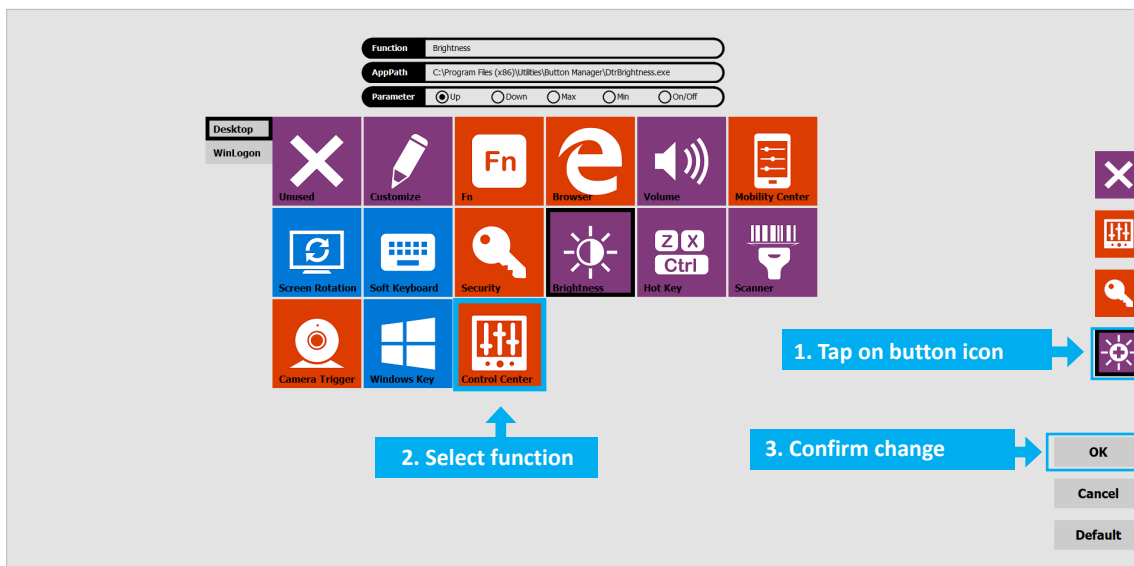 Function Brightness
AppPath C:\Program Files (x86)\Utilities\Button Manager\DtrBrightness.exe
Parameter Up Down Max Min On/Off
Desktop
WinLogon
Unused Customize Fn Fn Browser Volume Mobility Center
Z X
Ctrl
Screen Rotation Soft Keyboard Security Brightness Hot Key Scanner
1. Tap on button icon
Camera Trigger Windows Key Control Center
2. Select function
3. Confirm change
OK
Cancel
Default